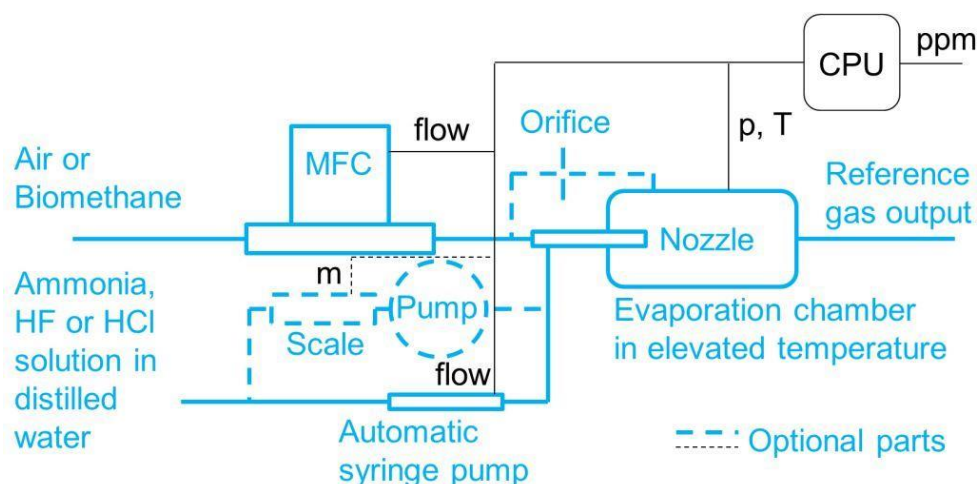 ppm
CPU
flow
Orifice
p, T
Air or
Biomethane
MFC
Reference
gas output
Nozzle
m
Ammonia,
HF or HCl
solution in
distilled
water
Pump
Scale
Evaporation chamber
in elevated temperature
flow
Automatic
syringe pump
Optional parts